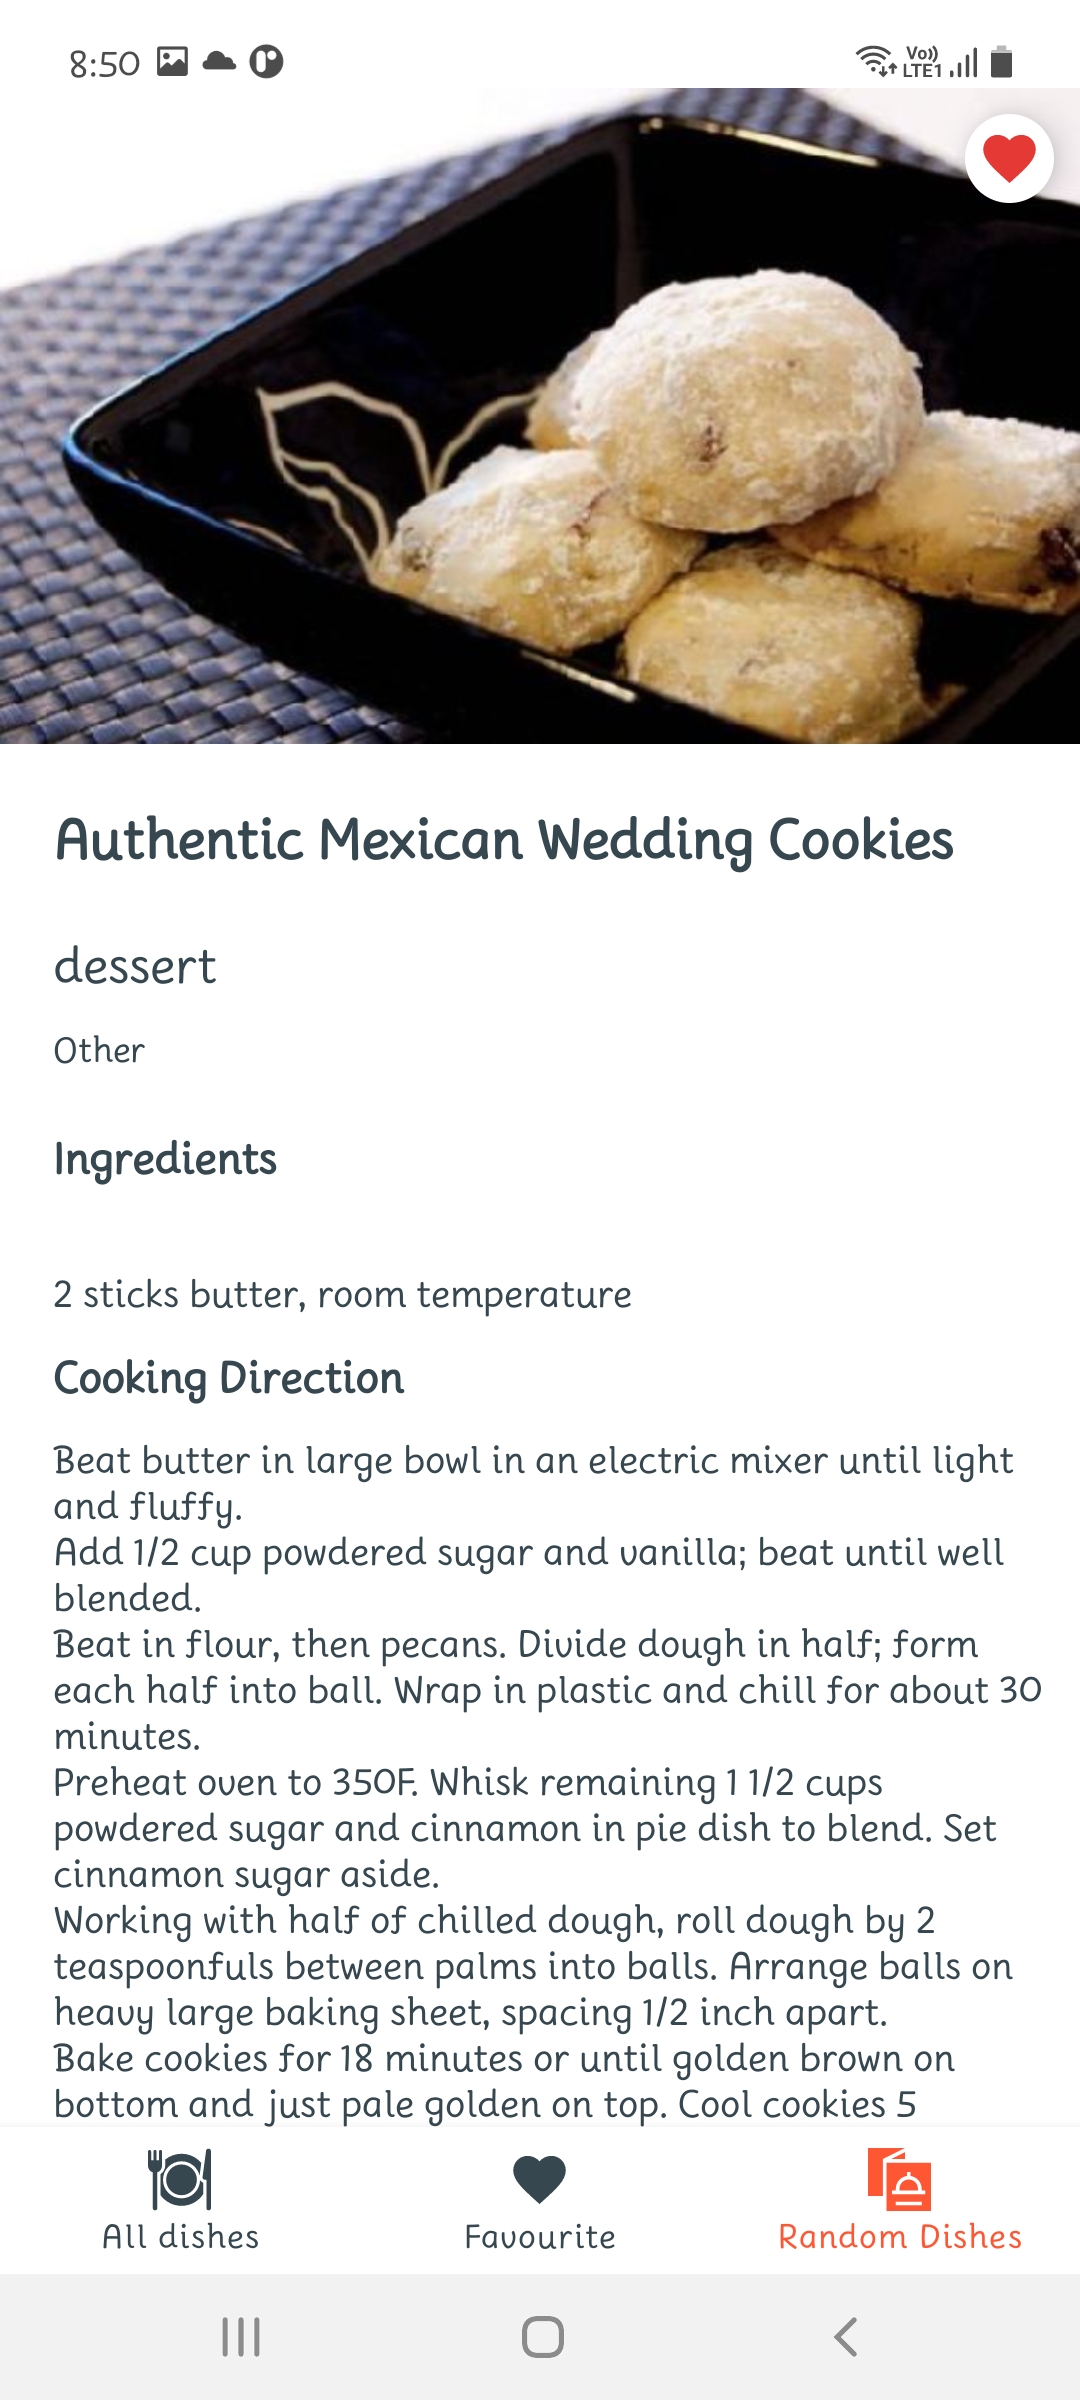 8:50
Vo))
LTE1
Authentic Mexican Wedding Cookies
dessert
Other
Ingredients
2 sticks butter, room temperature
Cooking Direction
Beat butter in large bowl in an electric mixer until light
and fluffy.
Add 1/2 cup powdered sugar and vanilla; beat until well
blended.
Beat in flour, then pecans. Divide dough in half; form
each half into ball. Wrap in plastic and chill for about 30
minutes.
Preheat oven to 350F. Whisk remaining 1 1/2 cups
powdered sugar and cinnamon in pie dish to blend. Set
cinnamon sugar aside.
Working with half of chilled dough, roll dough by 2
teaspoonfuls between palms into balls. Arrange balls on
heavy large baking sheet, spacing 1/2 inch apart.
Bake cookies for 18 minutes or until golden brown on
bottom and just pale golden on top. Cool cookies 5
All dishes
Favourite
Random Dishes